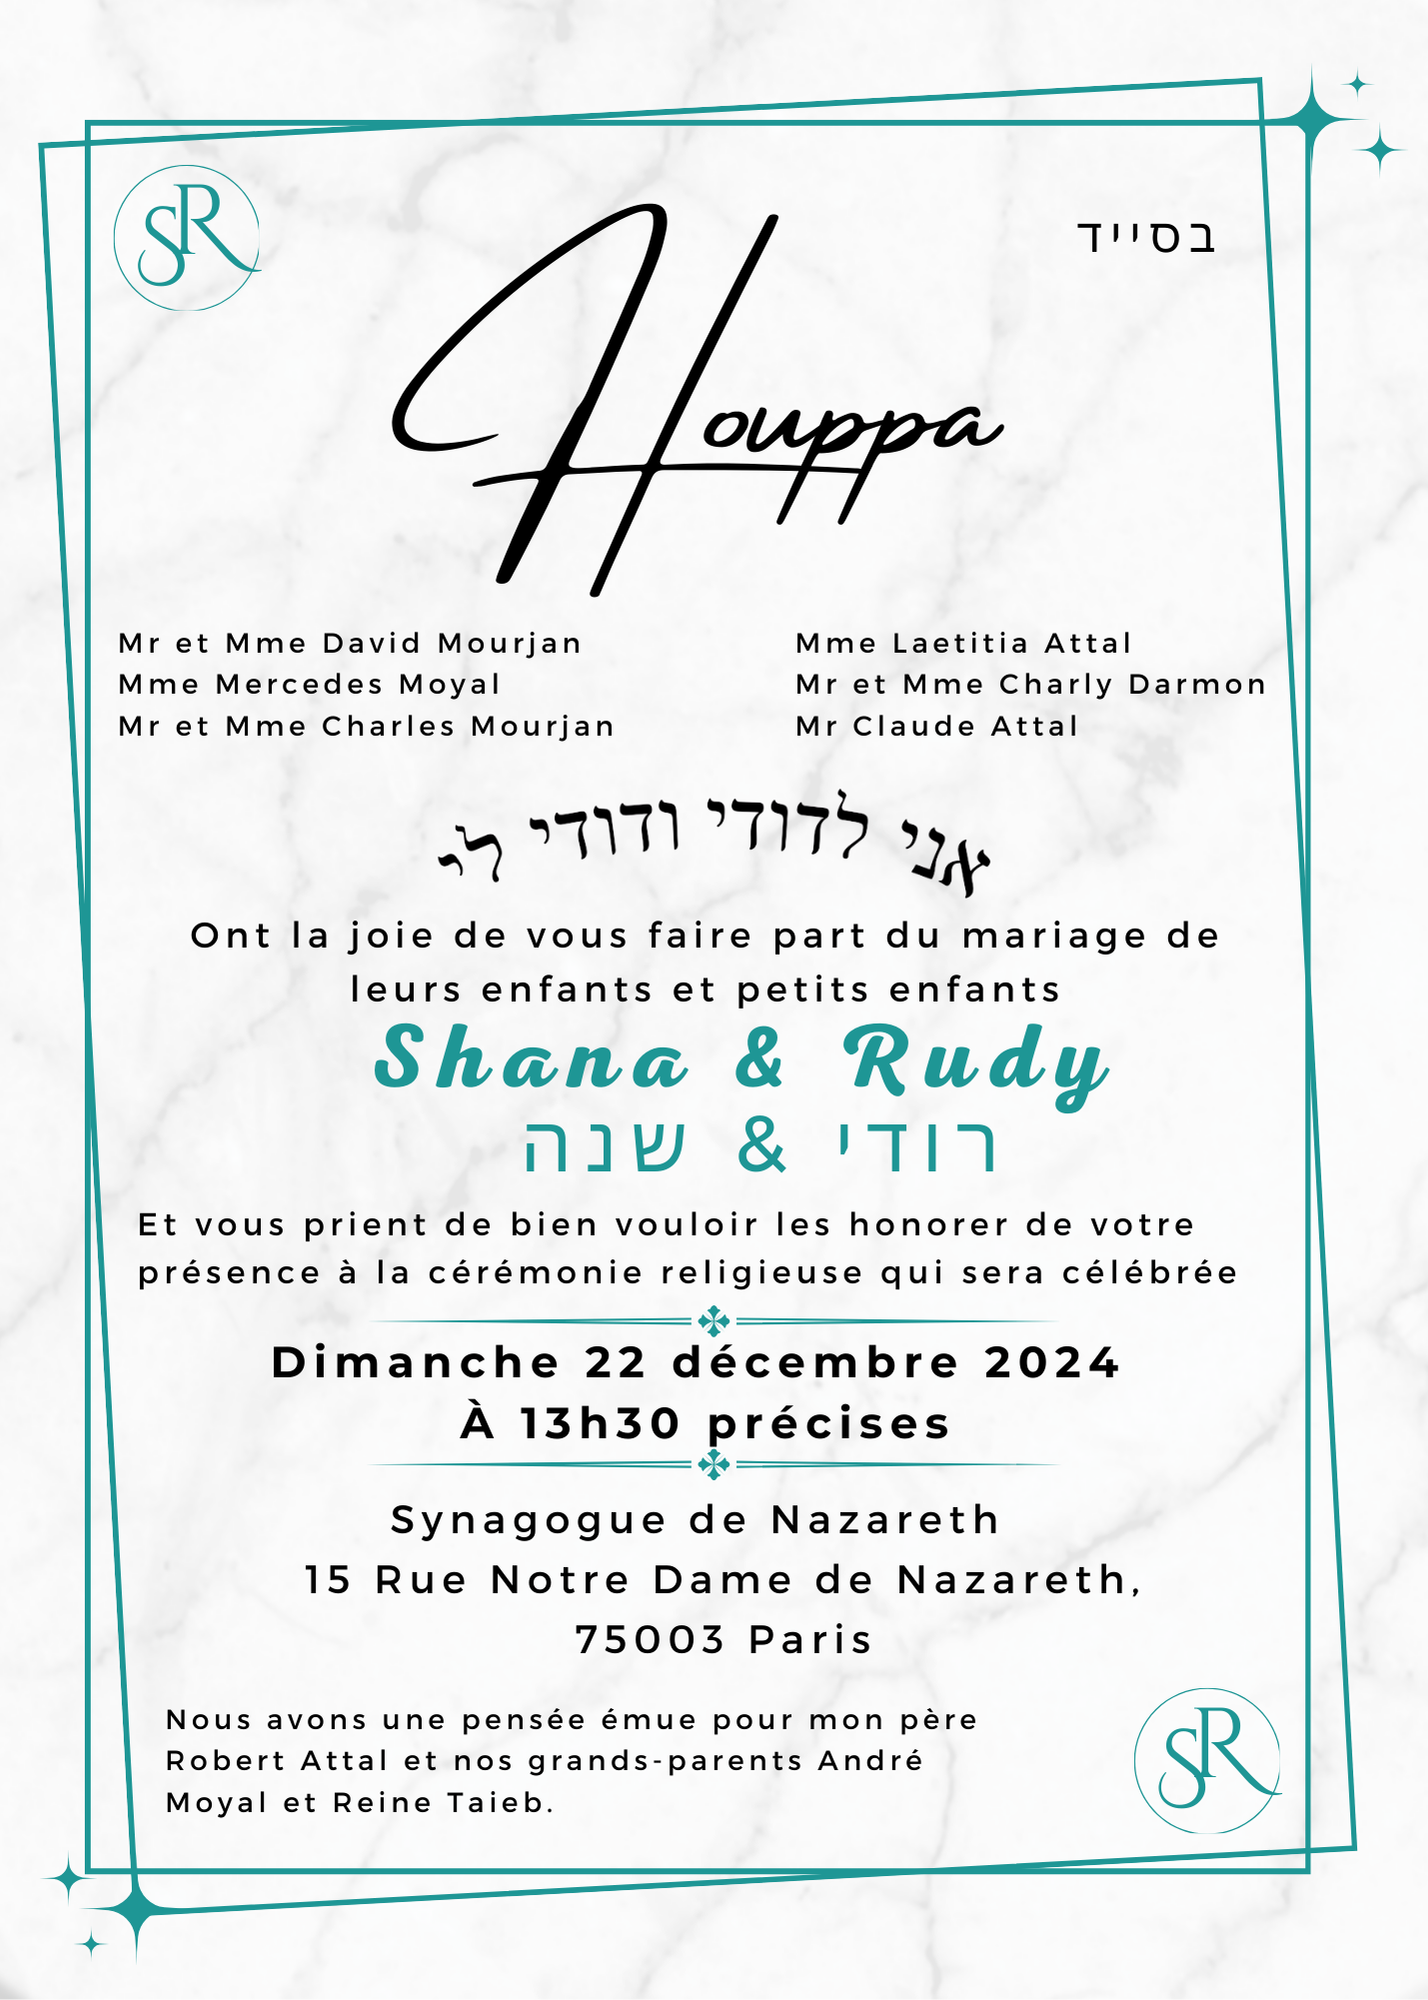 SR
בסייד
Houppa
Mr et Mme David Mourjan
Mme Mercedes Moyal
Mr et Mme Charles Mourjan
Mme Laetitia Attal
Mr et Mme Charly Darmon
Mr Claude Attal
אני לדודי ודודי לי
Ont la joie de vous faire part du mariage de
leurs enfants et petits enfants
Shana & Rudy
רודי & שנה
Et vous prient de bien vouloir les honorer de votre
présence à la cérémonie religieuse qui sera célébrée
Dimanche 22 décembre 2024
À 13h30 précises
Synagogue de Nazareth
15 Rue Notre Dame de Nazareth,
75003 Paris
Nous avons une pensée émue pour mon père
Robert Attal et nos grands-parents André
Moyal et Reine Taieb.
SR